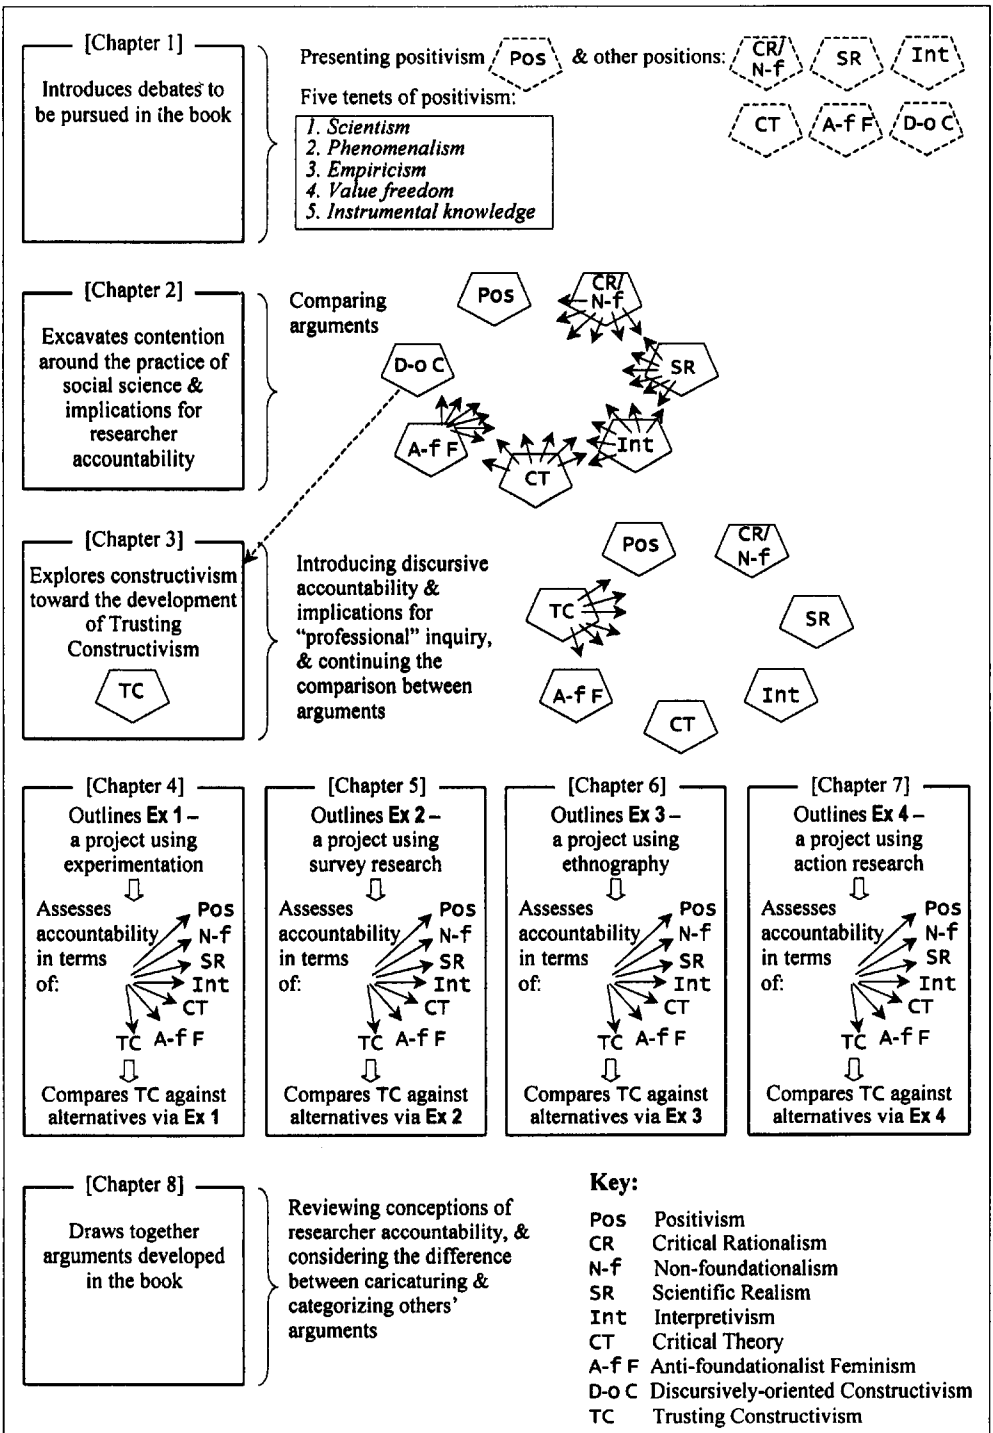 [Chapter 1]
Introduces debates to
be pursued in the book
Presenting positivism
Pos
& other positions:
CR/
N-f
SR
Int
CT
A-f F
D-o C
Five tenets of positivism:
1. Scientism
2. Phenomenalism
3. Empiricism
4. Value freedom
5. Instrumental knowledge
[Chapter 2]
Excavates contention
around the practice of
social science &
implications for
researcher
accountability
Comparing
arguments
Pos
CR/
N-f
D-o C
SR
A-f F
Int
CT
[Chapter 3]
Explores constructivism
toward the development
of Trusting
Constructivism
TC
Introducing discursive
accountability &
implications for
“professional” inquiry,
& continuing the
comparison between
arguments
Pos
CR/
N-f
TC
SR
A-f F
Int
CT
[Chapter 4]
Outlines Ex 1 –
a project using
experimentation
Assesses
accountability
in terms
of:
Pos
N-f
SR
Int
CT
A-f F
TC
Compares TC against
alternatives via Ex 1
[Chapter 5]
Outlines Ex 2 –
a project using
survey research
Assesses
accountability
in terms
of:
Pos
N-f
SR
Int
CT
A-f F
TC
Compares TC against
alternatives via Ex 2
[Chapter 6]
Outlines Ex 3 –
a project using
ethnography
Assesses
accountability
in terms
of:
Pos
N-f
SR
Int
CT
A-f F
TC
Compares TC against
alternatives via Ex 3
[Chapter 7]
Outlines Ex 4 –
a project using
action research
Assesses
accountability
in terms
of:
Pos
N-f
SR
Int
CT
A-f F
TC
Compares TC against
alternatives via Ex 4
[Chapter 8]
Draws together
arguments developed
in the book
Reviewing conceptions of
researcher accountability, &
considering the difference
between caricaturing &
categorizing others’
arguments
Key:
Pos Positivism
CR Critical Rationalism
N-f Non-foundationalism
SR Scientific Realism
Int Interpretivism
CT Critical Theory
A-f F Anti-foundationalist Feminism
D-o C Discursively-oriented Constructivism
TC Trusting Constructivism